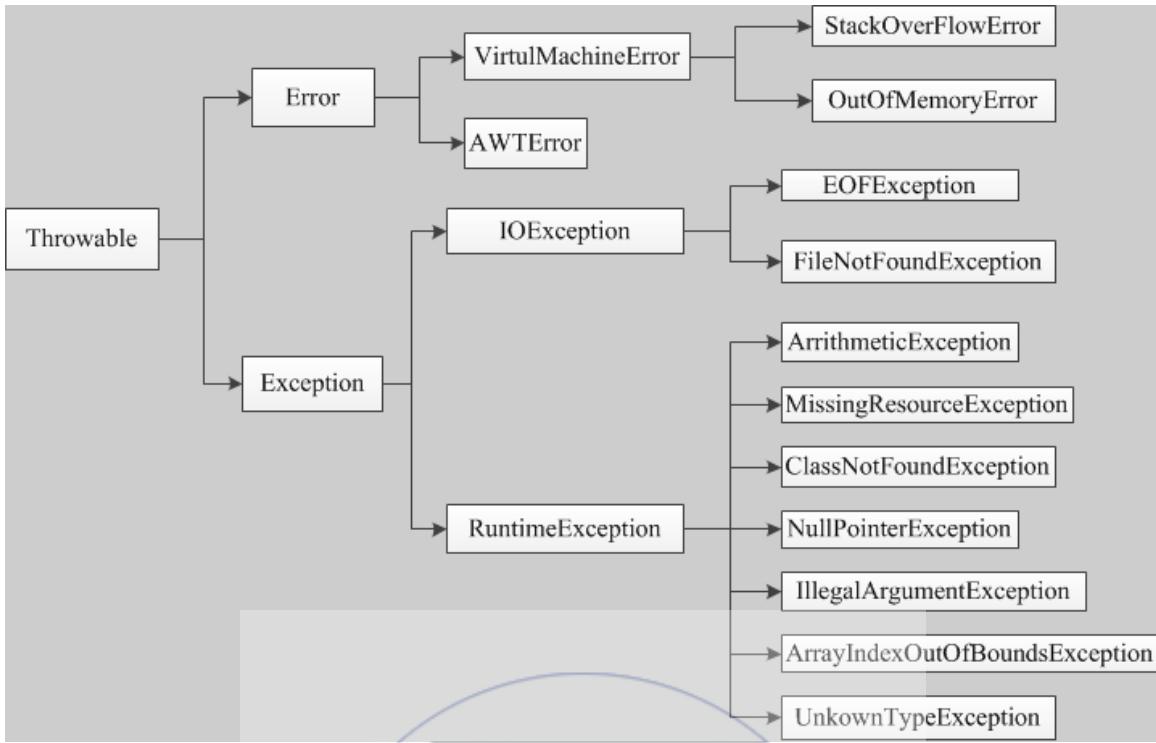 Throwable
Error
VirtulMachineError
StackOverFlowError
OutOfMemoryError
AWTError
Exception
IOException
EOFException
FileNotFoundException
RuntimeException
ArrithmeticException
MissingResourceException
ClassNotFoundException
NullPointerException
IllegalArgumentException
ArrayIndexOutOfBoundsException
UnkownTypeException